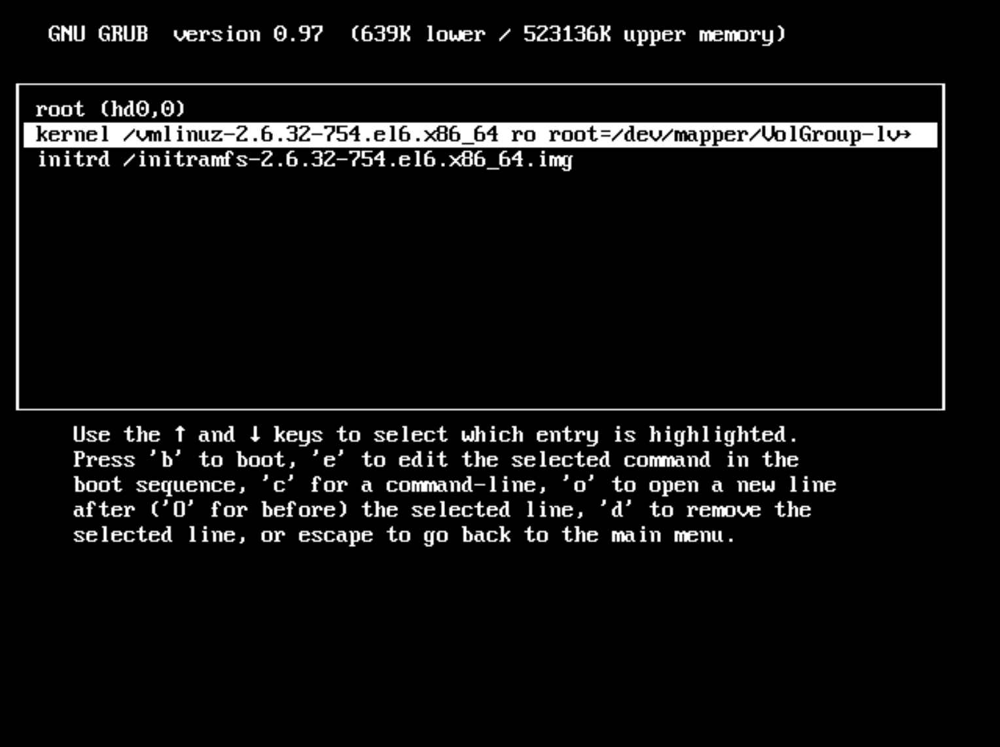 GNU GRUB  version 0.97  (639K lower / 523136K upper memory)
root (hd0,0)
kernel /vmlinuz-2.6.32-754.el6.x86_64 ro root=/dev/mapper/VolGroup-lv→
initrd /initramfs-2.6.32-754.el6.x86_64.img
Use the ↑ and ↓ keys to select which entry is highlighted.
Press 'b' to boot, 'e' to edit the selected command in the
boot sequence, 'c' for a command-line, 'o' to open a new line
after ('O' for before) the selected line, 'd' to remove the
selected line, or escape to go back to the main menu.